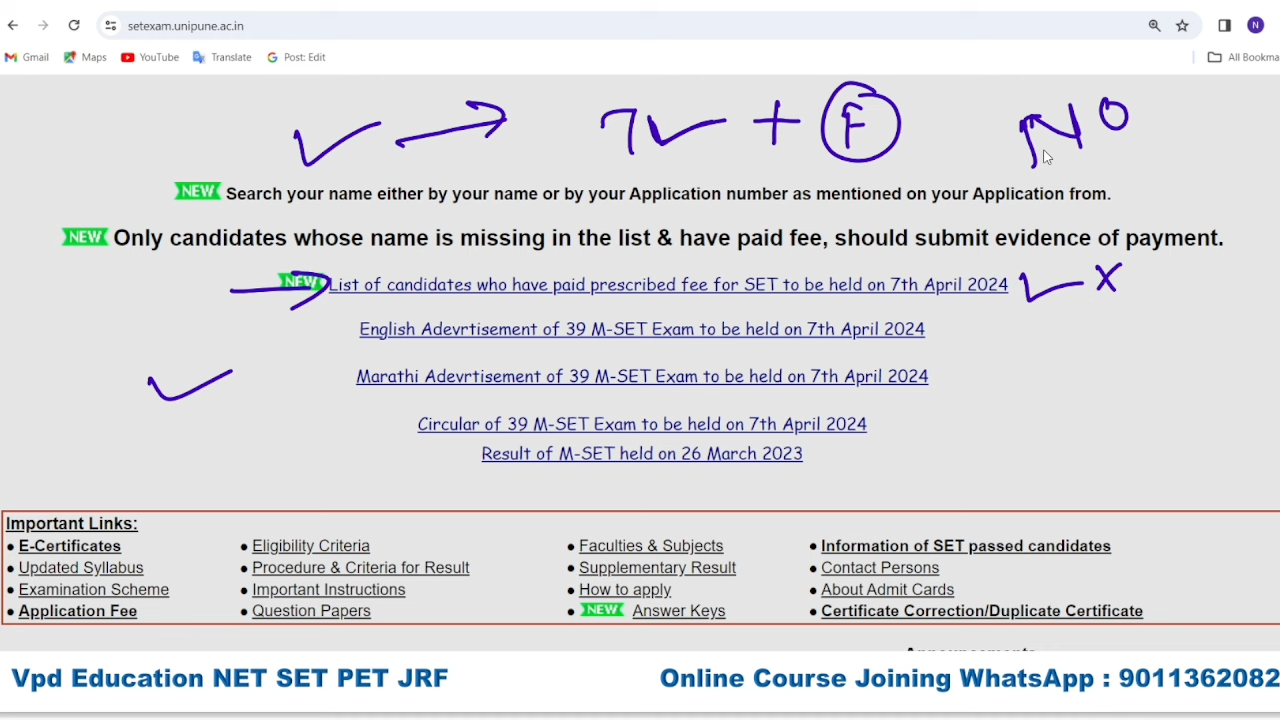 setexam.unipune.ac.in
N
Gmail Maps YouTube Translate Post: Edit All Bookma
F NO
NEW Search your name either by your name or by your Application number as mentioned on your Application from.
NEW Only candidates whose name is missing in the list & have paid fee, should submit evidence of payment.
NEW List of candidates who have paid prescribed fee for SET to be held on 7th April 2024
English Adevrtisement of 39 M-SET Exam to be held on 7th April 2024
Marathi Adevrtisement of 39 M-SET Exam to be held on 7th April 2024
Circular of 39 M-SET Exam to be held on 7th April 2024
Result of M-SET held on 26 March 2023
Important Links:
• E-Certificates • Eligibility Criteria • Faculties & Subjects • Information of SET passed candidates
• Updated Syllabus • Procedure & Criteria for Result • Supplementary Result • Contact Persons
• Examination Scheme • Important Instructions • How to apply • About Admit Cards
• Application Fee • Question Papers • NEW Answer Keys • Certificate Correction/Duplicate Certificate
Vpd Education NET SET PET JRF Online Course Joining WhatsApp : 9011362082